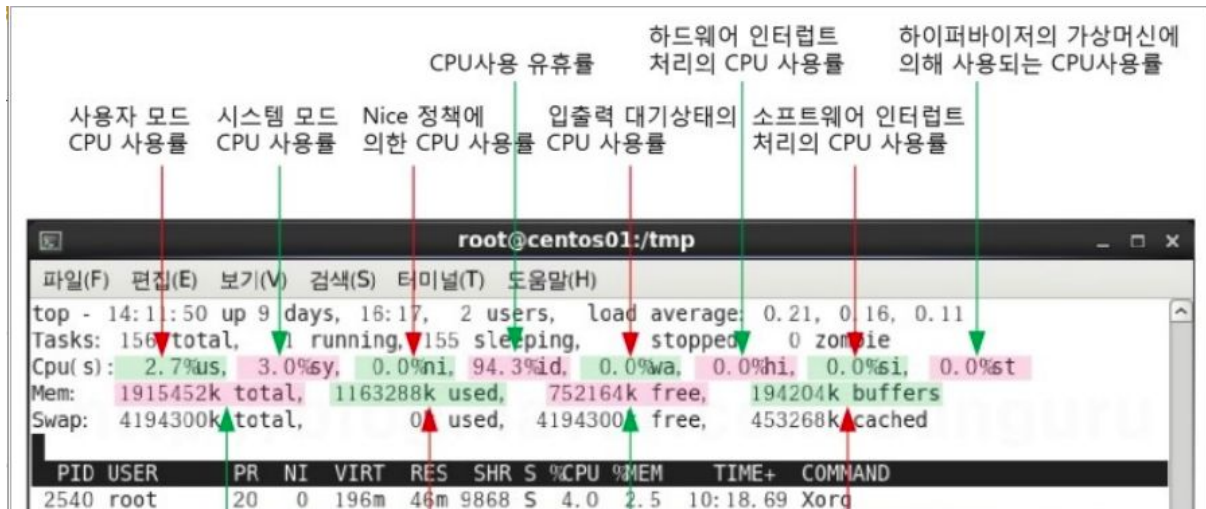 하드웨어 인터럽트 하이퍼바이저의 가상머신에
CPU사용 유휴률 처리의 CPU 사용률 의해 사용되는 CPU사용률
사용자 모드 시스템 모드 Nice 정책에 입출력 대기상태의 소프트웨어 인터럽트
CPU 사용률 CPU 사용률 의한 CPU 사용률 CPU 사용률 처리의 CPU 사용률
root@centos01:/tmp
파일(F) 편집(E) 보기(V) 검색(S) 터미널(T) 도움말(H)
top - 14:11:50 up 9 days, 16:17, 2 users, load average: 0.21, 0.16, 0.11
Tasks: 156 total, 1 running, 155 sleeping, stopped, 0 zombie
Cpu(s): 2.7%us, 3.0%sy, 0.0%ni, 94.3%id, 0.0%wa, 0.0%hi, 0.0%si, 0.0%st
Mem: 1915452k total, 1163288k used, 752164k free, 194204k buffers
Swap: 4194300k total, 0k used, 4194300k free, 453268k cached
PID USER PR NI VIRT RES SHR S %CPU %MEM TIME+ COMMAND
2540 root 20 0 196m 46m 9868 S 4.0 2.5 10:18.69 Xorg